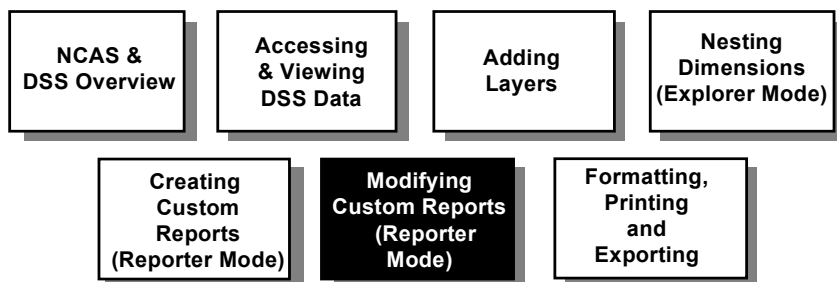 NCAS &
DSS Overview
Accessing
& Viewing
DSS Data
Adding
Layers
Nesting
Dimensions
(Explorer Mode)
Creating
Custom
Reports
(Reporter Mode)
Modifying
Custom Reports
(Reporter
Mode)
Formatting,
Printing
and
Exporting